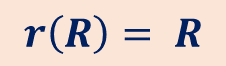 r(R) = R